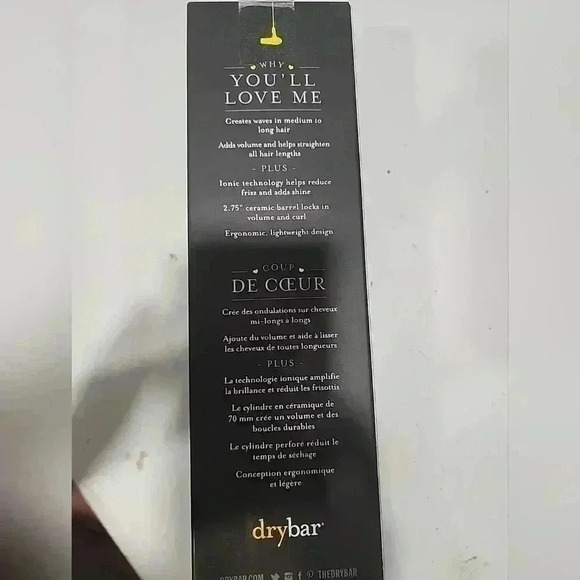 WHY
YOU'LL
LOVE ME
Creates waves in medium to
long hair
Adds volume and helps straighten
all hair lengths
- PLUS -
Ionic technology helps reduce
frizz and adds shine
2.75" ceramic barrel locks in
volume and curl
Ergonomic, lightweight design
COUP
DE CŒUR
Crée des ondulations sur cheveux
mi-longs à longs
Ajoute du volume et aide à lisser
les cheveux de toutes longueurs
- PLUS -
La technologie ionique amplifie
la brillance et réduit les frisottis
Le cylindre en céramique de
70 mm crée un volume et des
boucles durables
Le cylindre perforé réduit le
temps de séchage
Conception ergonomique
et légère
drybar®
DRYBAR.COM THEDRYBAR